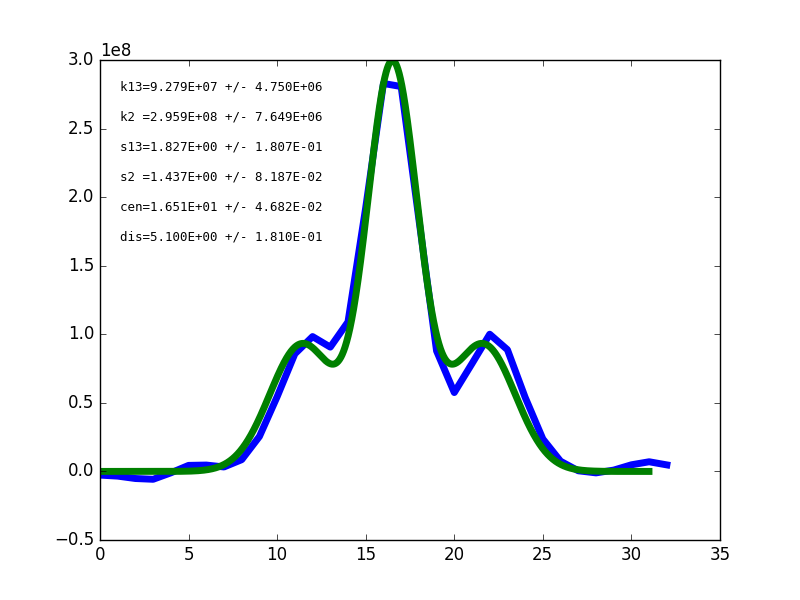 1e8
3.0
k13=9.279E+07 +/- 4.750E+06
k2 =2.959E+08 +/- 7.649E+06
2.5
s13=1.827E+00 +/- 1.807E-01
s2 =1.437E+00 +/- 8.187E-02
2.0
cen=1.651E+01 +/- 4.682E-02
dis=5.100E+00 +/- 1.810E-01
1.5
1.0
0.5
0.0
−0.5
0 5 10 15 20 25 30 35